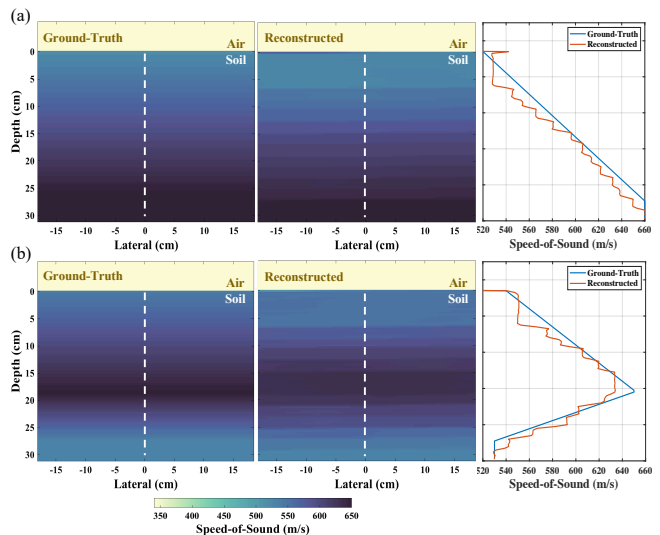 (a)
Ground-Truth
Air
Soil
Reconstructed
Air
Soil
Ground-Truth
Reconstructed
0
5
10
15
20
25
30
Depth (cm)
-15 -10 -5 0 5 10 15
Lateral (cm)
-15 -10 -5 0 5 10 15
Lateral (cm)
520 540 560 580 600 620 640 660
Speed-of-Sound (m/s)
(b)
Ground-Truth
Air
Soil
Reconstructed
Air
Soil
Ground-Truth
Reconstructed
0
5
10
15
20
25
30
Depth (cm)
-15 -10 -5 0 5 10 15
Lateral (cm)
-15 -10 -5 0 5 10 15
Lateral (cm)
520 540 560 580 600 620 640 660
Speed-of-Sound (m/s)
350 400 450 500 550 600 650
Speed-of-Sound (m/s)